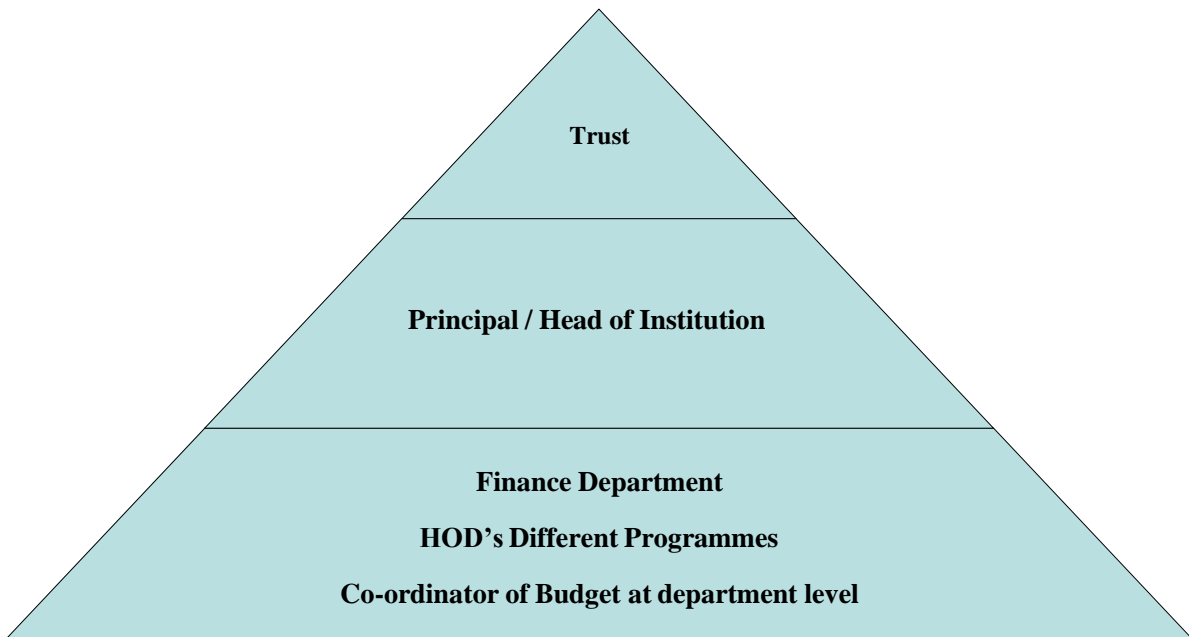 Trust
Principal / Head of Institution
Finance Department
HOD’s Different Programmes
Co-ordinator of Budget at department level